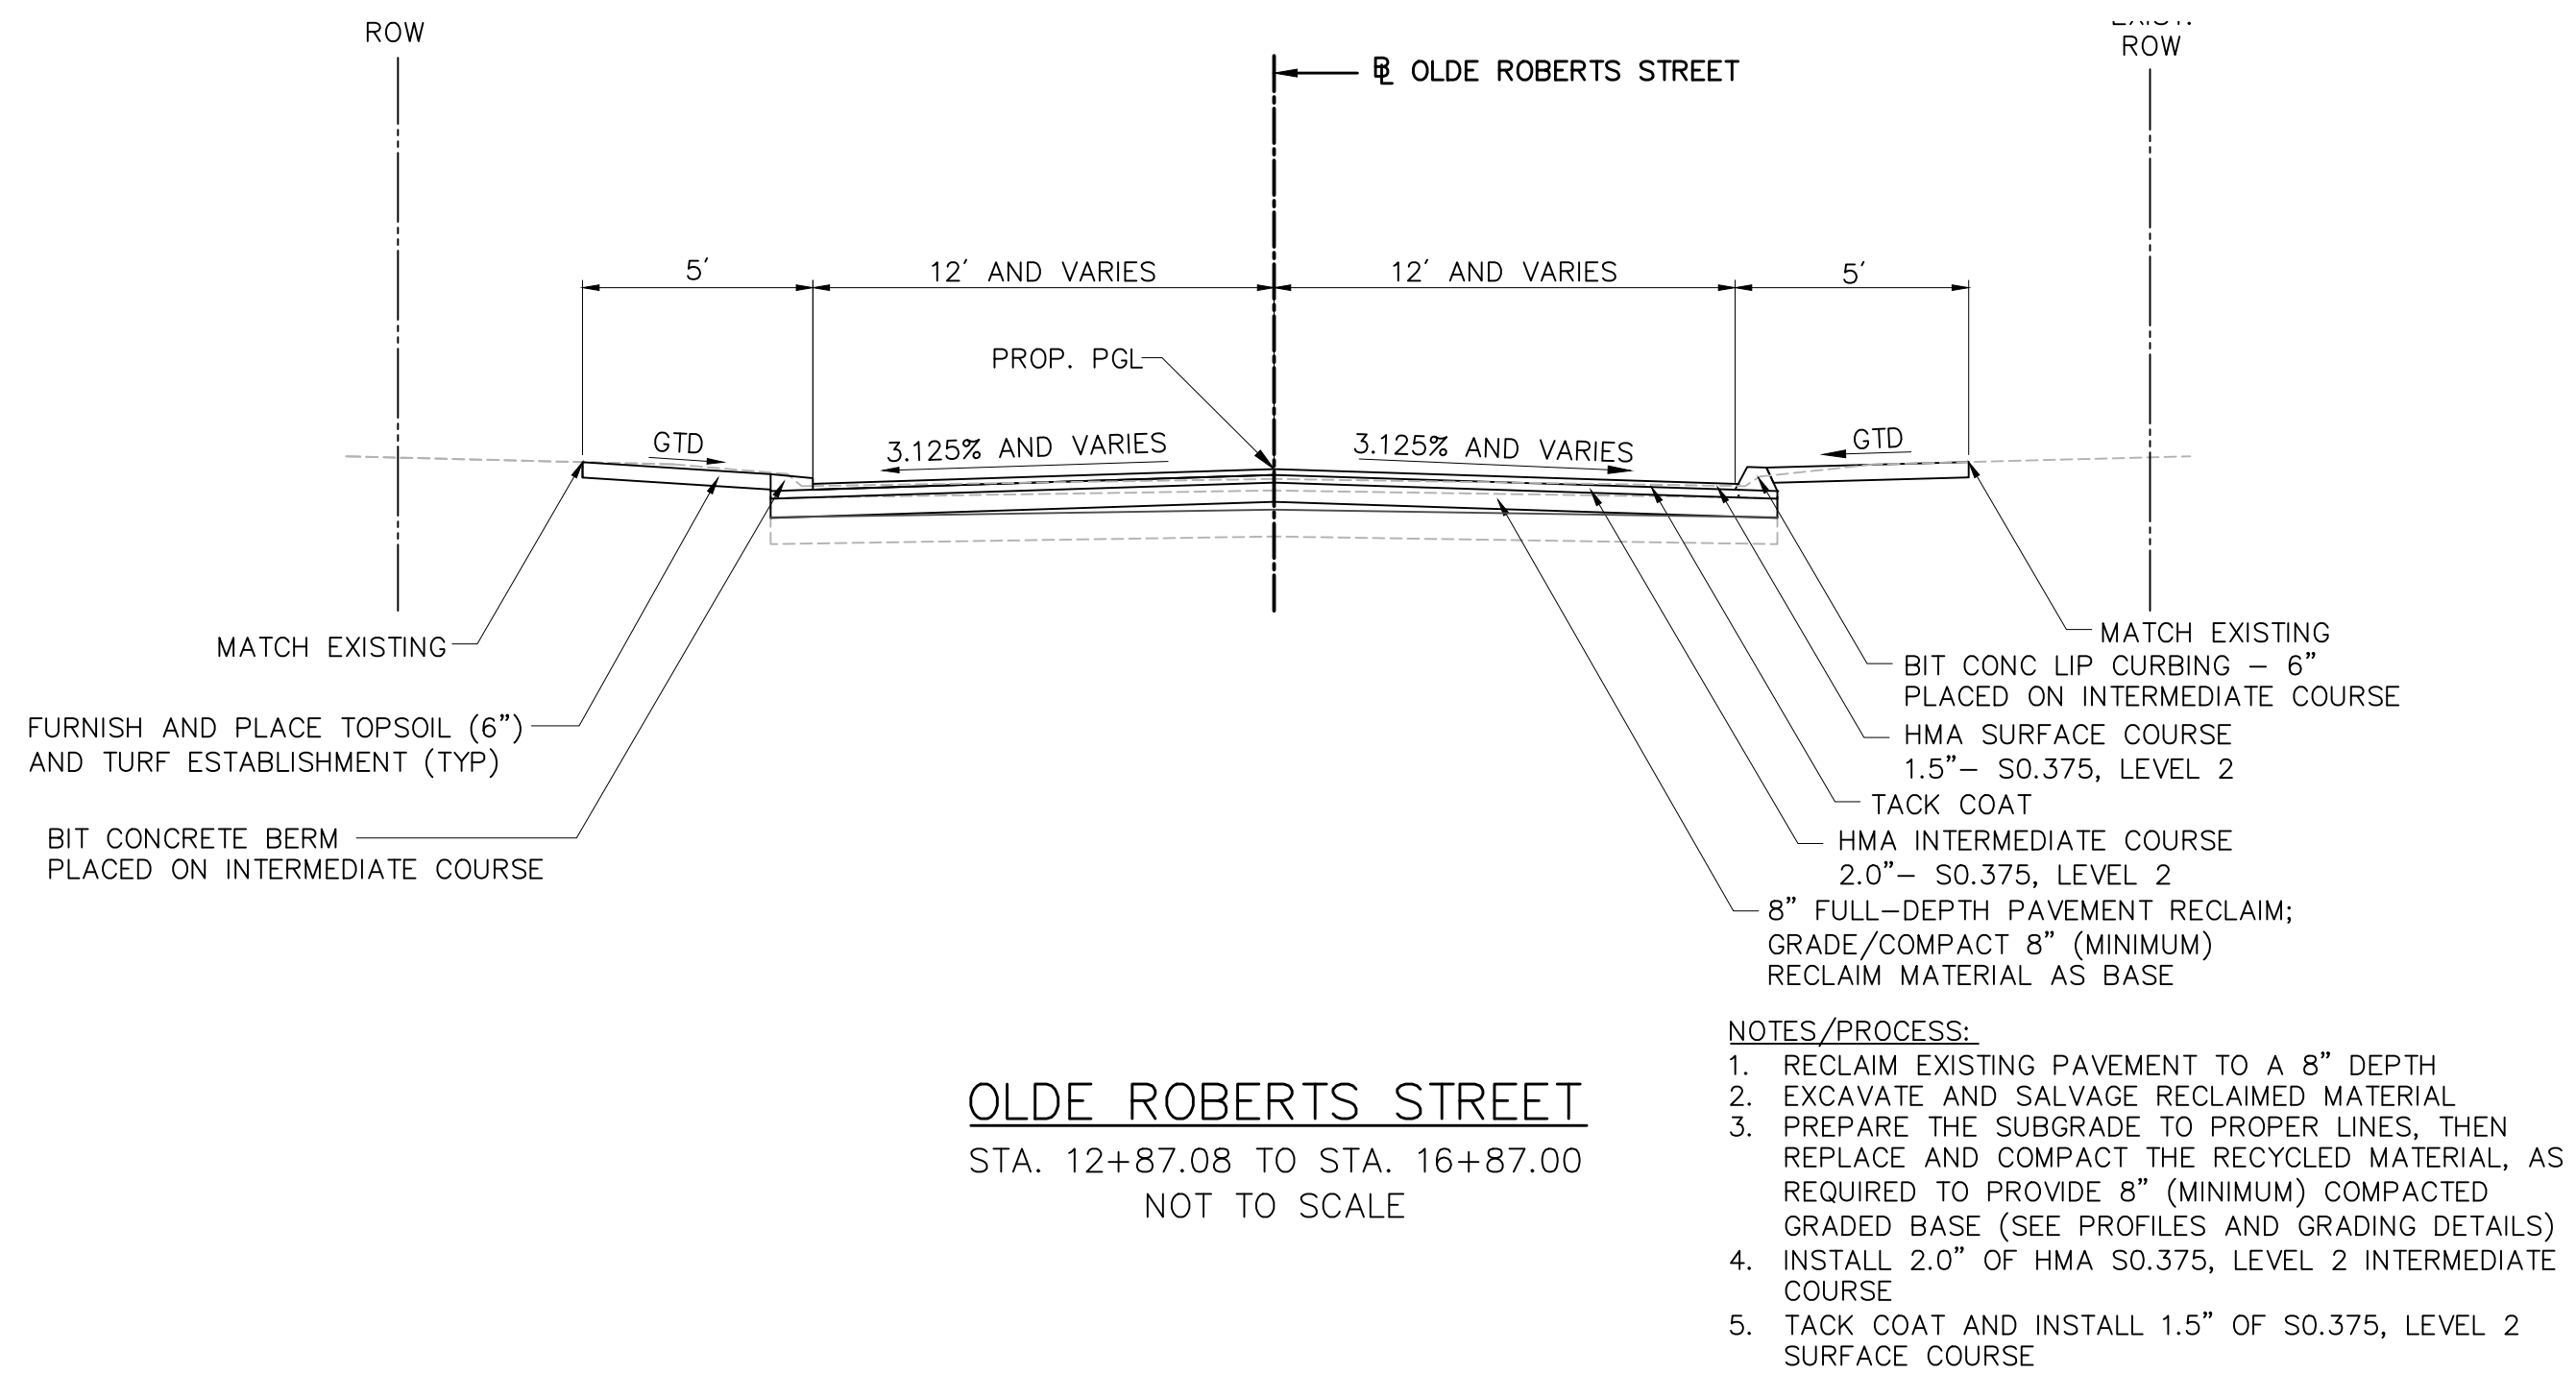 ROW
ROW
℄ OLDE ROBERTS STREET
5'
12' AND VARIES
12' AND VARIES
5'
PROP. PGL
GTD
3.125% AND VARIES
3.125% AND VARIES
GTD
MATCH EXISTING
FURNISH AND PLACE TOPSOIL (6")
AND TURF ESTABLISHMENT (TYP)
BIT CONCRETE BERM
PLACED ON INTERMEDIATE COURSE
MATCH EXISTING
BIT CONC LIP CURBING – 6"
PLACED ON INTERMEDIATE COURSE
HMA SURFACE COURSE
1.5"– S0.375, LEVEL 2
TACK COAT
HMA INTERMEDIATE COURSE
2.0"– S0.375, LEVEL 2
8" FULL–DEPTH PAVEMENT RECLAIM;
GRADE/COMPACT 8" (MINIMUM)
RECLAIM MATERIAL AS BASE
OLDE ROBERTS STREET
STA. 12+87.08 TO STA. 16+87.00
NOT TO SCALE
NOTES/PROCESS:
1. RECLAIM EXISTING PAVEMENT TO A 8" DEPTH
2. EXCAVATE AND SALVAGE RECLAIMED MATERIAL
3. PREPARE THE SUBGRADE TO PROPER LINES, THEN
REPLACE AND COMPACT THE RECYCLED MATERIAL, AS
REQUIRED TO PROVIDE 8" (MINIMUM) COMPACTED
GRADED BASE (SEE PROFILES AND GRADING DETAILS)
4. INSTALL 2.0" OF HMA S0.375, LEVEL 2 INTERMEDIATE
COURSE
5. TACK COAT AND INSTALL 1.5" OF S0.375, LEVEL 2
SURFACE COURSE